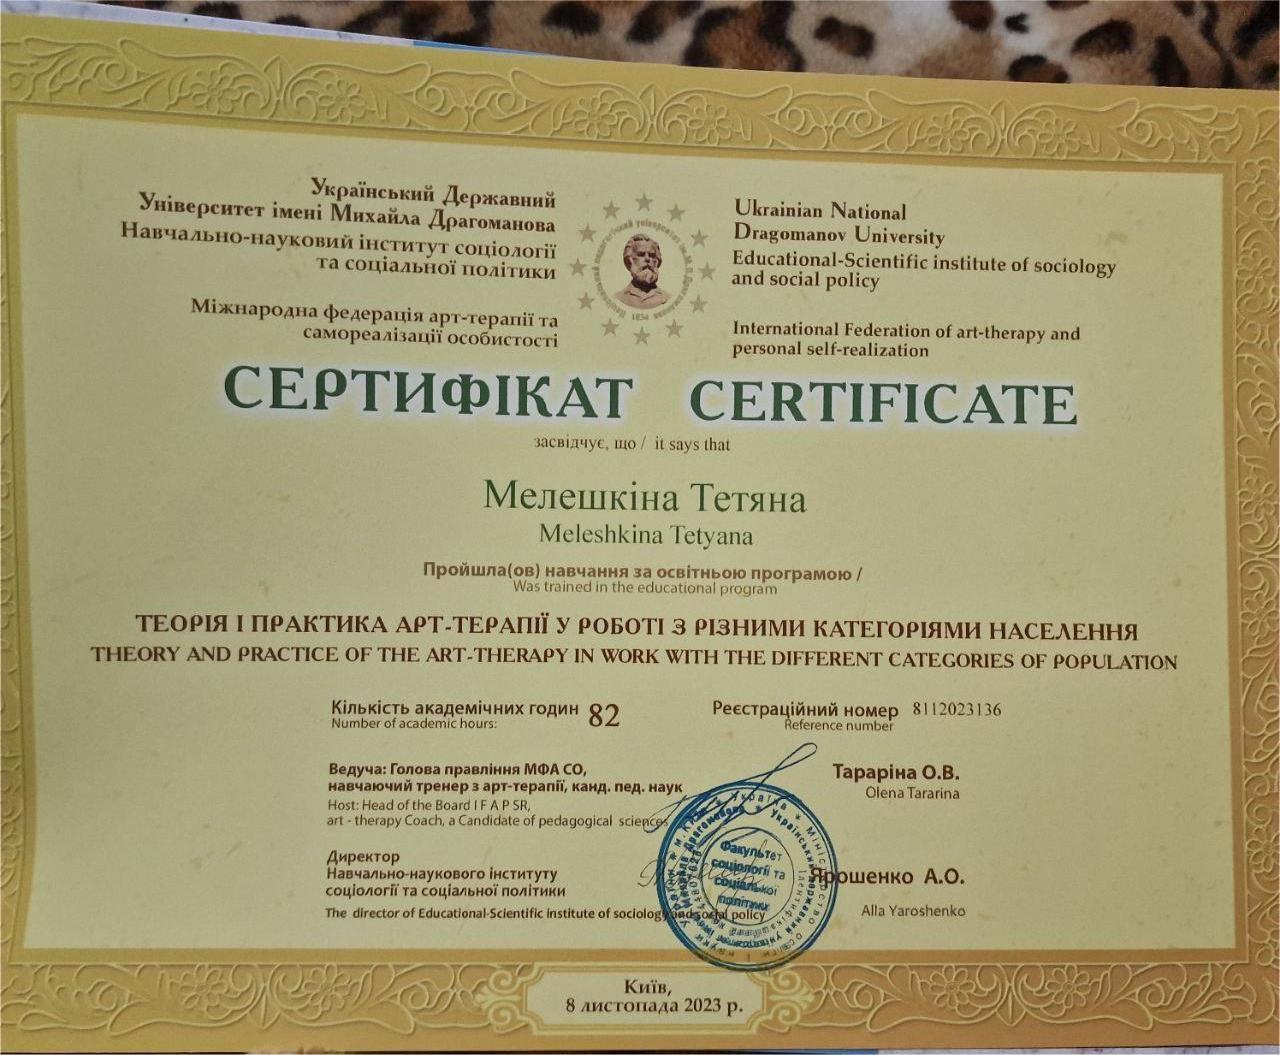 Український Державний
Університет імені Михайла Драгоманова
Навчально-науковий інститут соціології
та соціальної політики
Міжнародна федерація арт-терапії та
самореалізації особистості
Ukrainian National
Dragomanov University
Educational-Scientific institute of sociology
and social policy
International Federation of art-therapy and
personal self-realization
1834
СЕРТИФІКАТ CERTIFICATE
засвідчує, що / it says that
Мелешкіна Тетяна
Meleshkina Tetyana
Пройшла(ов) навчання за освітньою програмою /
Was trained in the educational program
ТЕОРІЯ І ПРАКТИКА АРТ-ТЕРАПІЇ У РОБОТІ З РІЗНИМИ КАТЕГОРІЯМИ НАСЕЛЕННЯ
THEORY AND PRACTICE OF THE ART-THERAPY IN WORK WITH THE DIFFERENT CATEGORIES OF POPULATION
Кількість академічних годин 82
Number of academic hours:
Реєстраційний номер 8112023136
Reference number
Ведуча: Голова правління МФА СО,
навчаючий тренер з арт-терапії, канд. пед. наук
Host: Head of the Board I F A P SR,
art - therapy Coach, a Candidate of pedagogical sciences
Тараріна О.В.
Olena Tararina
Директор
Навчально-наукового інституту
соціології та соціальної політики
The director of Educational-Scientific institute of sociology and social policy
Ярошенко А.О.
Alla Yaroshenko
Факультет
соціології та
соціальної
політики
Київ,
8 листопада 2023 р.